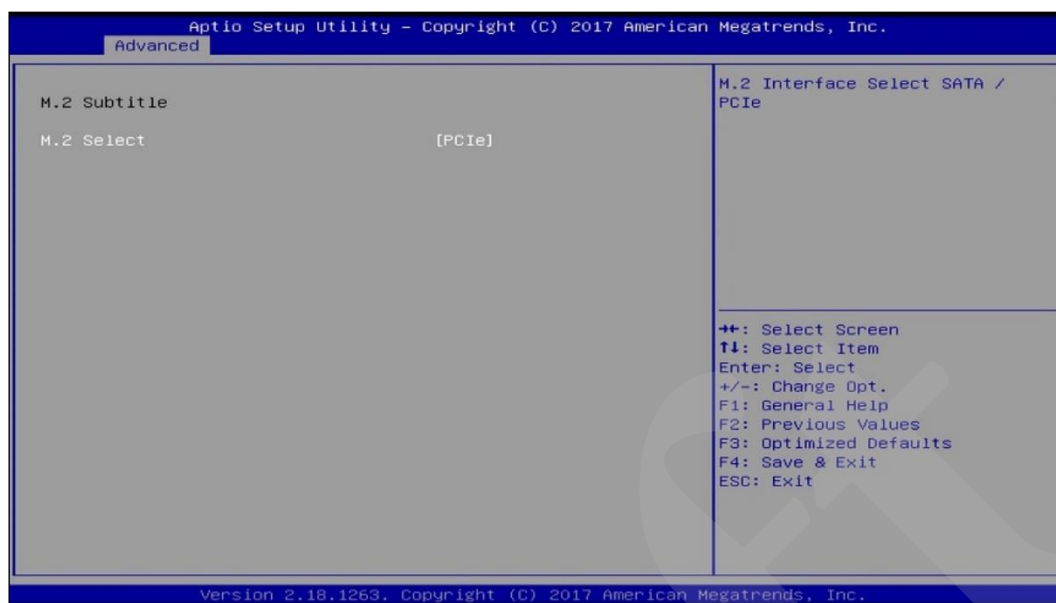 Aptio Setup Utility – Copyright (C) 2017 American Megatrends, Inc.
Advanced
M.2 Subtitle
M.2 Select [PCIe]
M.2 Interface Select SATA /
PCIe
→←: Select Screen
↑↓: Select Item
Enter: Select
+/-: Change Opt.
F1: General Help
F2: Previous Values
F3: Optimized Defaults
F4: Save & Exit
ESC: Exit
Version 2.18.1263. Copyright (C) 2017 American Megatrends, Inc.